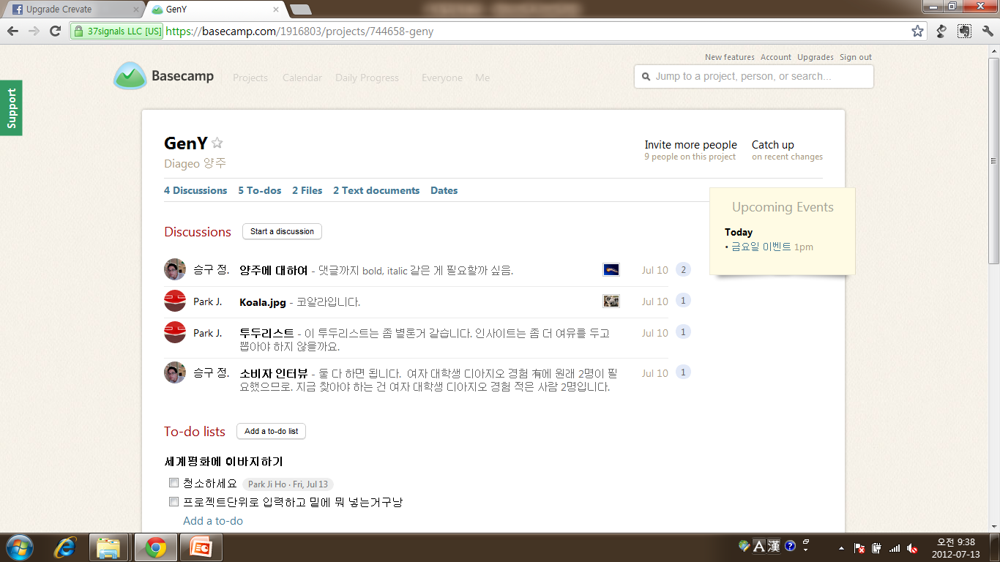 Upgrade Crevate
GenY
37signals LLC [US]
https://basecamp.com/1916803/projects/744658-geny
New features Account Upgrades Sign out
Basecamp
Projects Calendar Daily Progress Everyone Me
Jump to a project, person, or search...
Support
GenY
Diageo 양주
Invite more people
9 people on this project
Catch up
on recent changes
4 Discussions 5 To-dos 2 Files 2 Text documents Dates
Upcoming Events
Today
• 금요일 이벤트 1pm
Discussions Start a discussion
승구 정. 양주에 대하여 - 댓글까지 bold, italic 같은 게 필요할까 싶음. Jul 10 2
Park J. Koala.jpg - 코알라입니다. Jul 10 1
Park J. 투두리스트 - 이 투두리스트는 좀 별론거 같습니다. 인사이트는 좀 더 여유를 두고 Jul 10 1
뽑아야 하지 않을까요.
승구 정. 소비자 인터뷰 - 둘 다 하면 됩니다. 여자 대학생 디아지오 경험 有에 원래 2명이 필 Jul 10 1
요했으므로. 지금 찾아야 하는 건 여자 대학생 디아지오 경험 적은 사람 2명입니다.
To-do lists Add a to-do list
세계평화에 이바지하기
청소하세요 Park Ji Ho · Fri, Jul 13
프로젝트단위로 입력하고 밑에 뭐 넣는거구낭
Add a to-do
A 漢
오전 9:38
2012-07-13